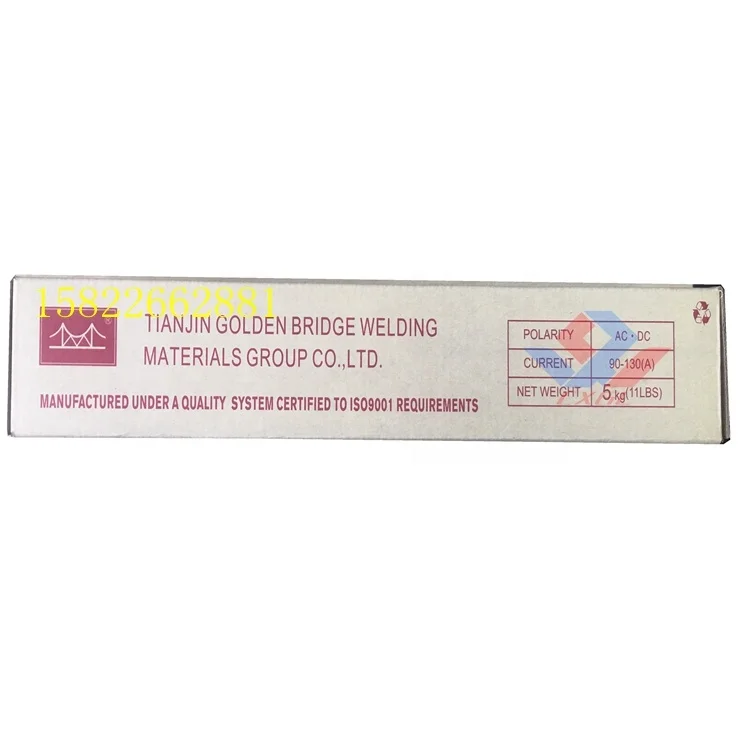 15822662881
®
TIANJIN GOLDEN BRIDGE WELDING
MATERIALS GROUP CO.,LTD.
MANUFACTURED UNDER A QUALITY SYSTEM CERTIFIED TO ISO9001 REQUIREMENTS
POLARITY AC·DC
CURRENT 90-130(A)
NET WEIGHT 5 kg(11LBS)